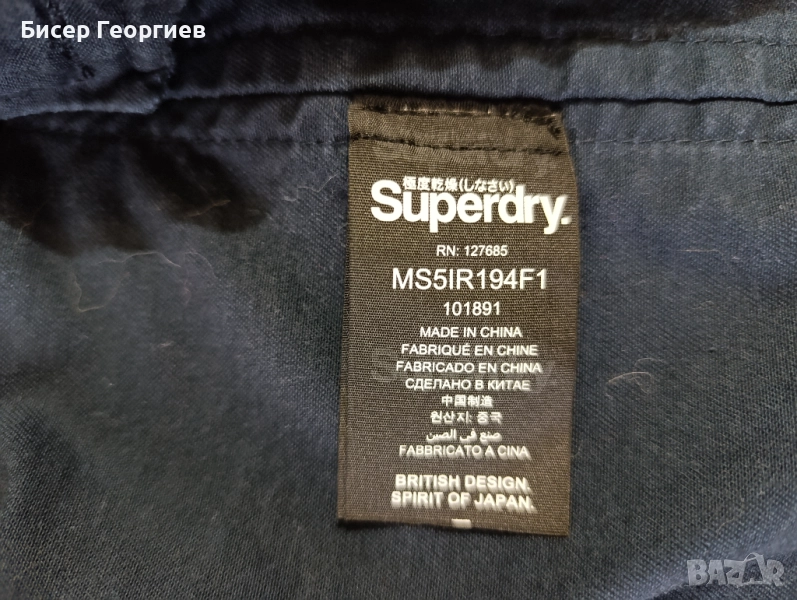 Бисер Георгиев
極度乾燥(しなさい)
Superdry.
RN: 127685
MS5IR194F1
101891
MADE IN CHINA
FABRIQUÉ EN CHINE
FABRICADO EN CHINA
СДЕЛАНО В КИТАЕ
中国制造
원산지: 중국
صنع في الصين
FABBRICATO A CINA
BRITISH DESIGN.
SPIRIT OF JAPAN.
BAZAR